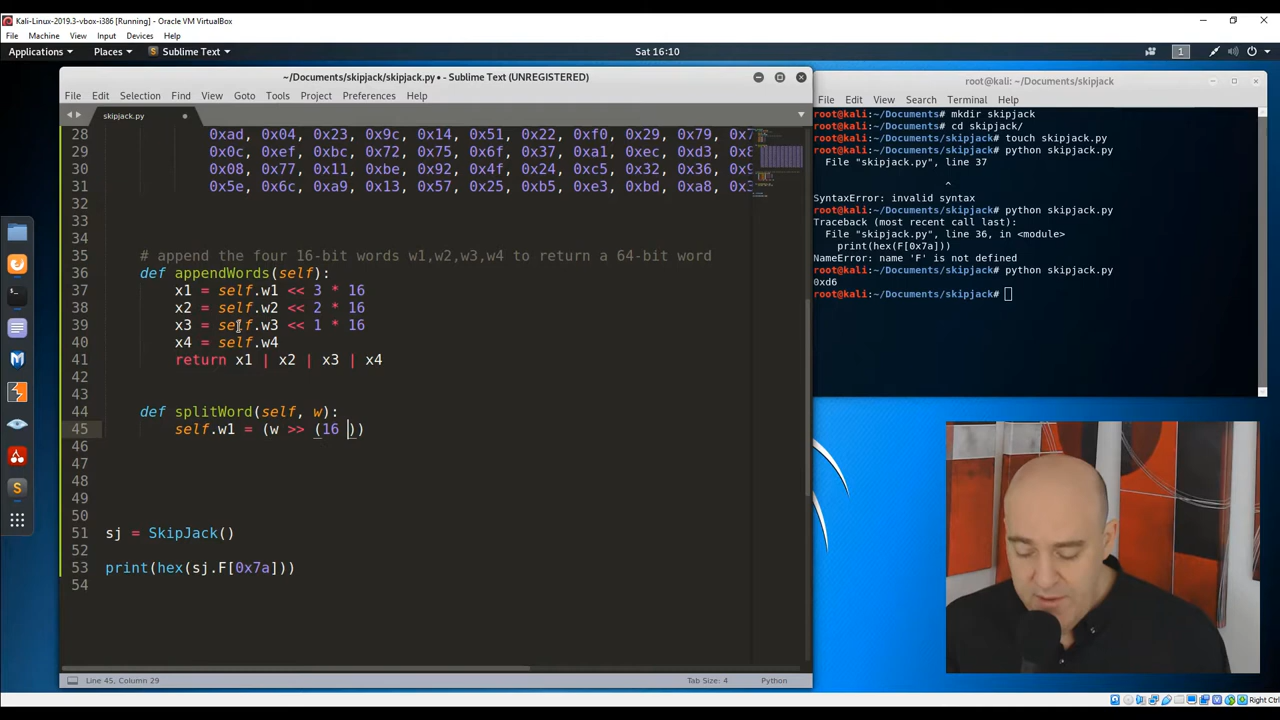 Kali-Linux-2019.3-vbox-i386 [Running] - Oracle VM VirtualBox
File Machine View Input Devices Help
Applications Places Sublime Text Sat 16:10 1
~/Documents/skipjack/skipjack.py • - Sublime Text (UNREGISTERED)
File Edit Selection Find View Goto Tools Project Preferences Help
skipjack.py
28 0xad, 0x04, 0x23, 0x9c, 0x14, 0x51, 0x22, 0xf0, 0x29, 0x79, 0x7
29 0x0c, 0xef, 0xbc, 0x72, 0x75, 0x6f, 0x37, 0xa1, 0xec, 0xd3, 0x8
30 0x08, 0x77, 0x11, 0xbe, 0x92, 0x4f, 0x24, 0xc5, 0x32, 0x36, 0x9
31 0x5e, 0x6c, 0xa9, 0x13, 0x57, 0x25, 0xb5, 0xe3, 0xbd, 0xa8, 0x3
32
33
34
35 # append the four 16-bit words w1,w2,w3,w4 to return a 64-bit word
36 def appendWords(self):
37 x1 = self.w1 << 3 * 16
38 x2 = self.w2 << 2 * 16
39 x3 = self.w3 << 1 * 16
40 x4 = self.w4
41 return x1 | x2 | x3 | x4
42
43
44 def splitWord(self, w):
45 self.w1 = (w >> (16 ))
46
47
48
49
50
51 sj = SkipJack()
52
53 print(hex(sj.F[0x7a]))
54
Line 45, Column 29 Tab Size: 4 Python
root@kali: ~/Documents/skipjack
File Edit View Search Terminal Help
root@kali:~/Documents# mkdir skipjack
root@kali:~/Documents# cd skipjack/
root@kali:~/Documents/skipjack# touch skipjack.py
root@kali:~/Documents/skipjack# python skipjack.py
File "skipjack.py", line 37
^
SyntaxError: invalid syntax
root@kali:~/Documents/skipjack# python skipjack.py
Traceback (most recent call last):
File "skipjack.py", line 36, in <module>
print(hex(F[0x7a]))
NameError: name 'F' is not defined
root@kali:~/Documents/skipjack# python skipjack.py
0xd6
root@kali:~/Documents/skipjack#
Right Ctrl